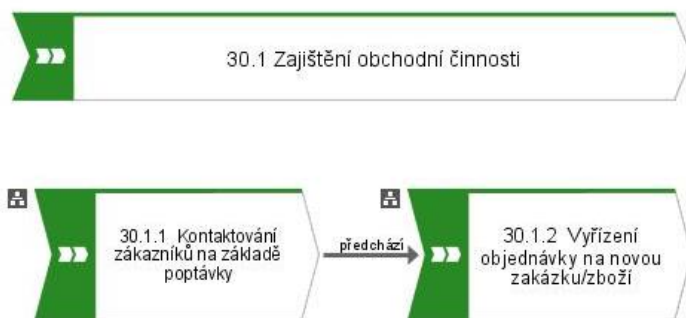 30.1 Zajištění obchodní činnosti
30.1.1 Kontaktování
zákazníků na základě
poptávky
předchází
30.1.2 Vyřízení
objednávky na novou
zakázku/zboží